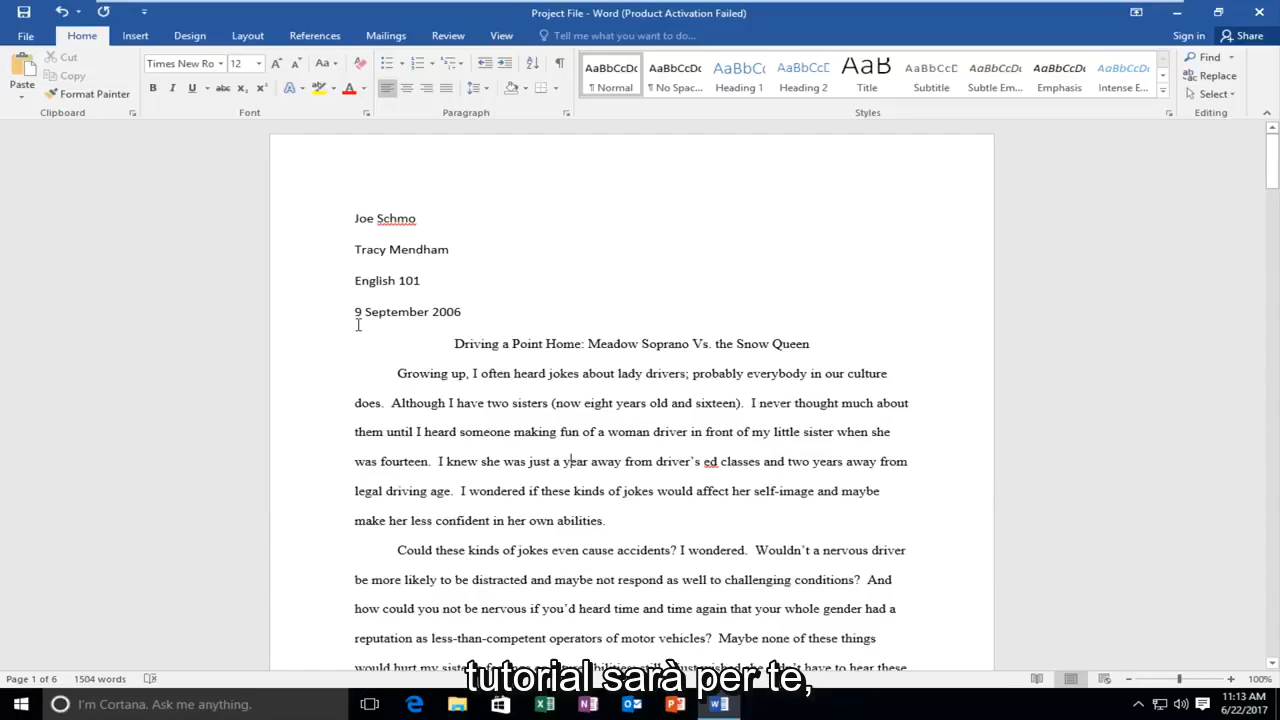 Project File - Word (Product Activation Failed)
File Home Insert Design Layout References Mailings Review View Tell me what you want to do... Sign in Share
Cut
Copy
Format Painter
Paste
Clipboard
Times New Ro 12 Aa
B I U abc X₂ X² A A
Font
Paragraph
AaBbCcDc AaBbCcDc AaBbC AaBbCcE AaB AaBbCcD AaBbCcDc AaBbCcDc AaBbCcDc
¶ Normal ¶ No Spac... Heading 1 Heading 2 Title Subtitle Subtle Em... Emphasis Intense E...
Styles
Find
Replace
Select
Editing
Joe Schmo
Tracy Mendham
English 101
9 September 2006
Driving a Point Home: Meadow Soprano Vs. the Snow Queen
Growing up, I often heard jokes about lady drivers; probably everybody in our culture
does. Although I have two sisters (now eight years old and sixteen). I never thought much about
them until I heard someone making fun of a woman driver in front of my little sister when she
was fourteen. I knew she was just a year away from driver's ed classes and two years away from
legal driving age. I wondered if these kinds of jokes would affect her self-image and maybe
make her less confident in her own abilities.
Could these kinds of jokes even cause accidents? I wondered. Wouldn't a nervous driver
be more likely to be distracted and maybe not respond as well to challenging conditions? And
how could you not be nervous if you'd heard time and time again that your whole gender had a
reputation as less-than-competent operators of motor vehicles? Maybe none of these things
would hurt my
have to hear these
tutorial sarà per te,
Page 1 of 6 1504 words 100%
I'm Cortana. Ask me anything.
11:13 AM
6/22/2017